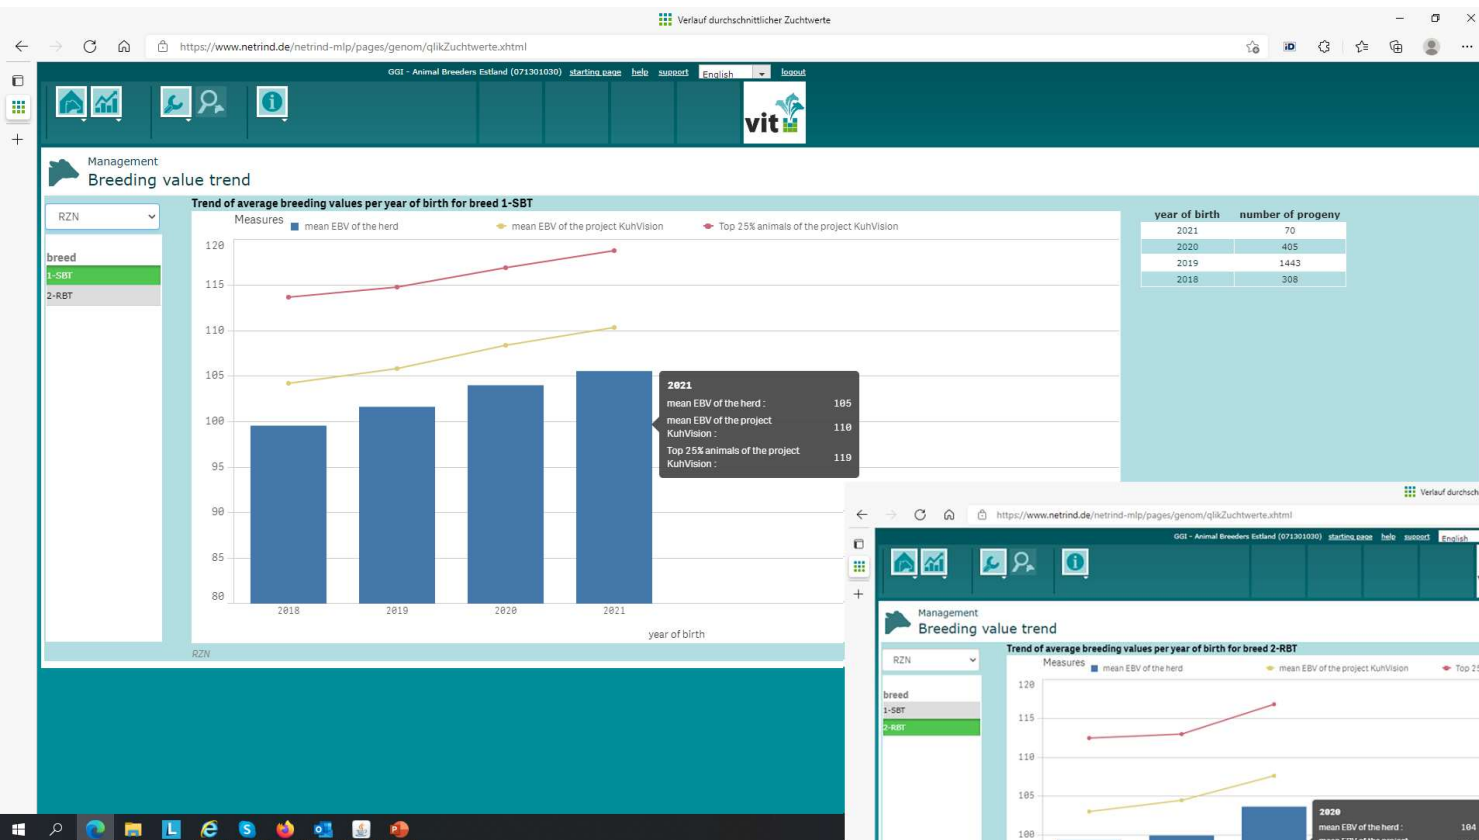 Verlauf durchschnittlicher Zuchtwerte
https://www.netrind.de/netrind-mlp/pages/genom/qlikZuchtwerte.xhtml
GGI - Animal Breeders Estland (071301030) starting page help support English logout
vit
Management
Breeding value trend
RZN
breed
1-SBT
2-RBT
Trend of average breeding values per year of birth for breed 1-SBT
Measures mean EBV of the herd mean EBV of the project KuhVision Top 25% animals of the project KuhVision
120
115
110
105
100
95
90
85
80
2018 2019 2020 2021
year of birth
RZN
2021
mean EBV of the herd : 105
mean EBV of the project KuhVision : 110
Top 25% animals of the project KuhVision : 119
year of birth number of progeny
2021 70
2020 405
2019 1443
2018 308
Verlauf durchsch
https://www.netrind.de/netrind-mlp/pages/genom/qlikZuchtwerte.xhtml
GGI - Animal Breeders Estland (071301030) starting page help support English
Management
Breeding value trend
RZN
breed
1-SBT
2-RBT
Trend of average breeding values per year of birth for breed 2-RBT
Measures mean EBV of the herd mean EBV of the project KuhVision Top 25
120
115
110
105
100
2020
mean EBV of the herd : 104